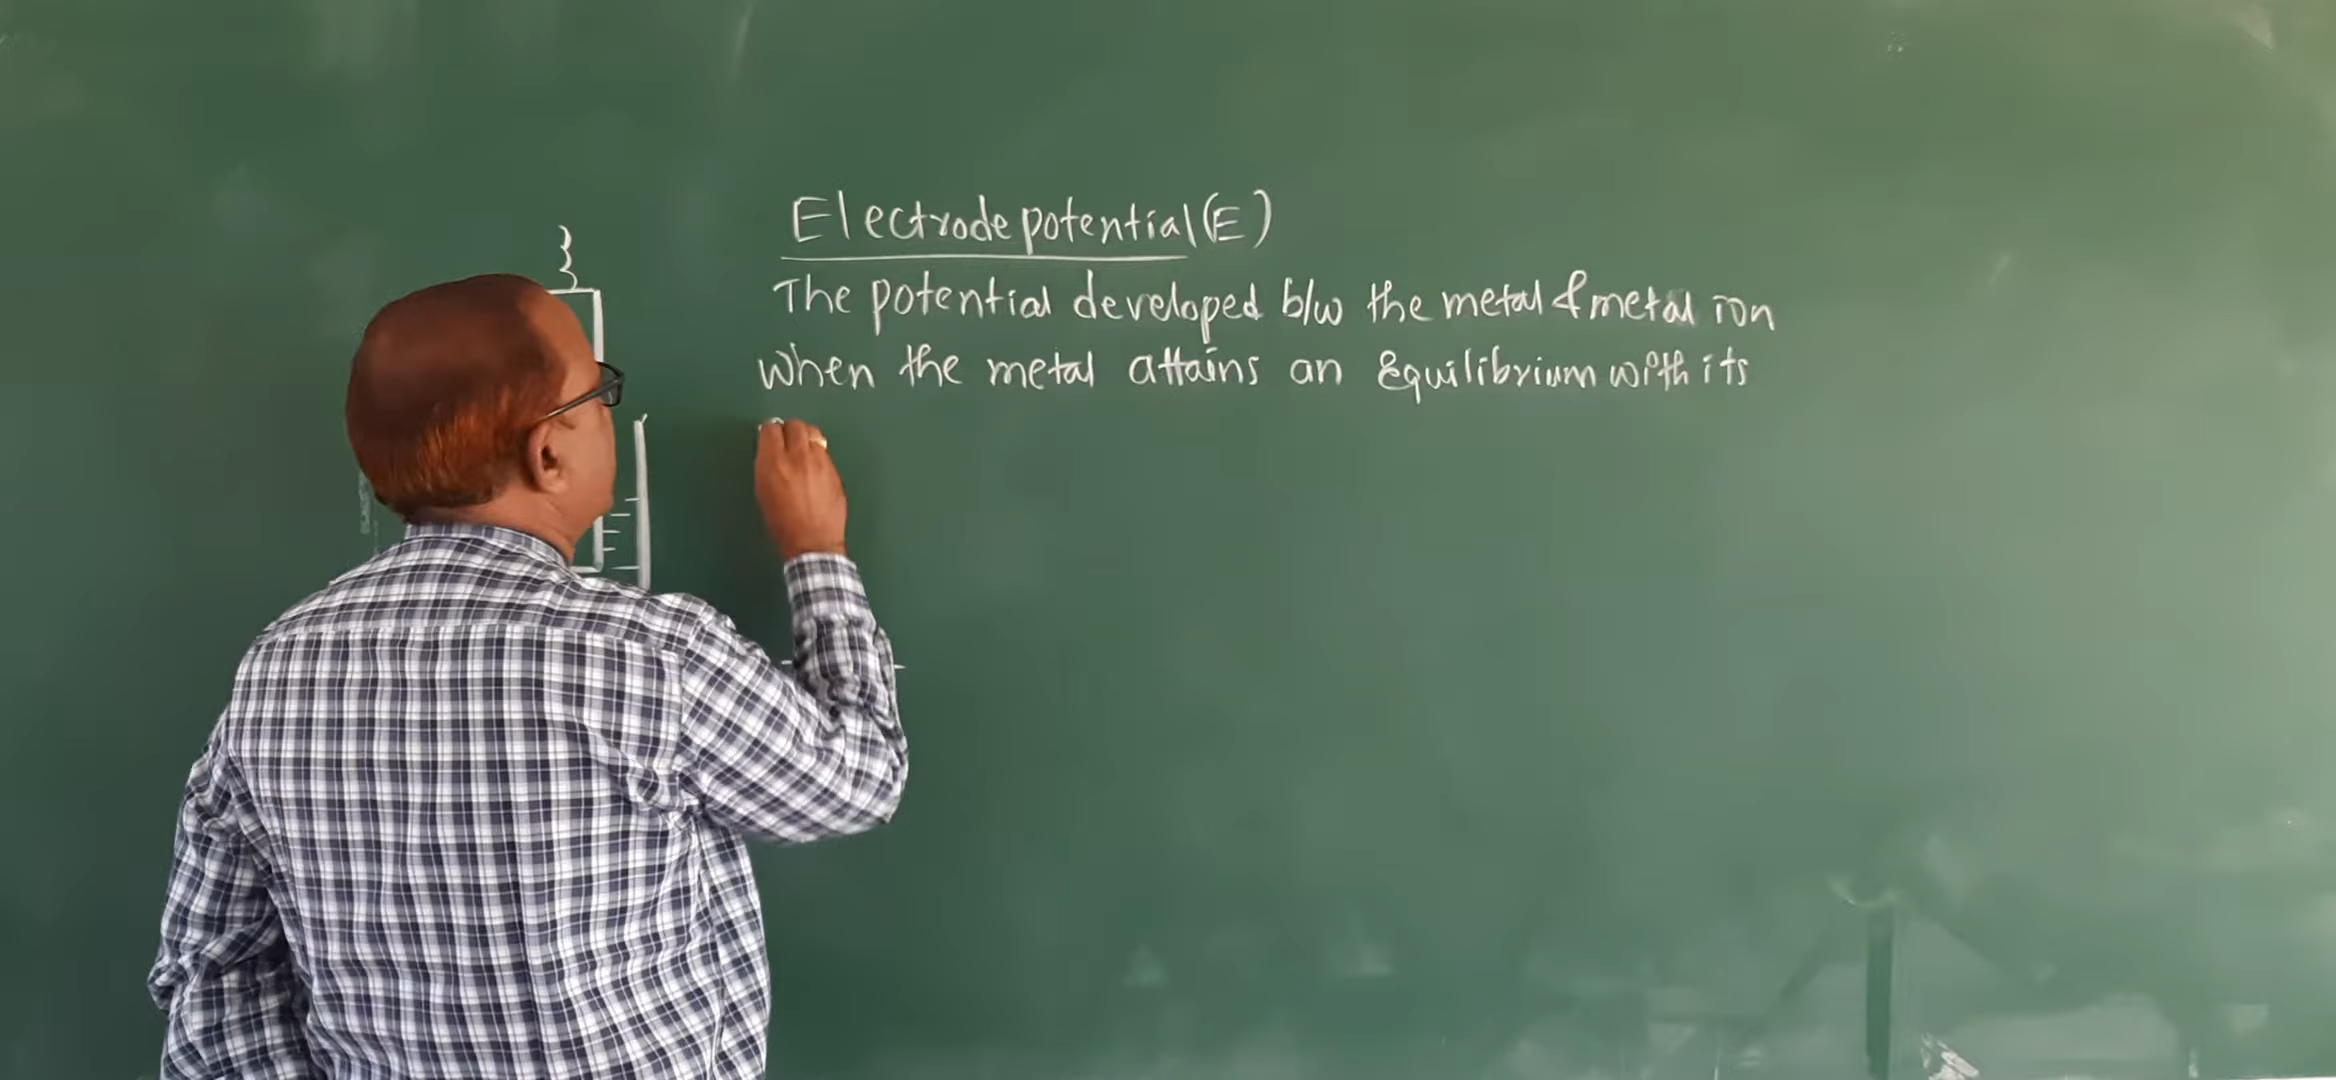 Electrode potential (E)
The potential developed b/w the metal & metal ion
When the metal attains an Equilibrium with its